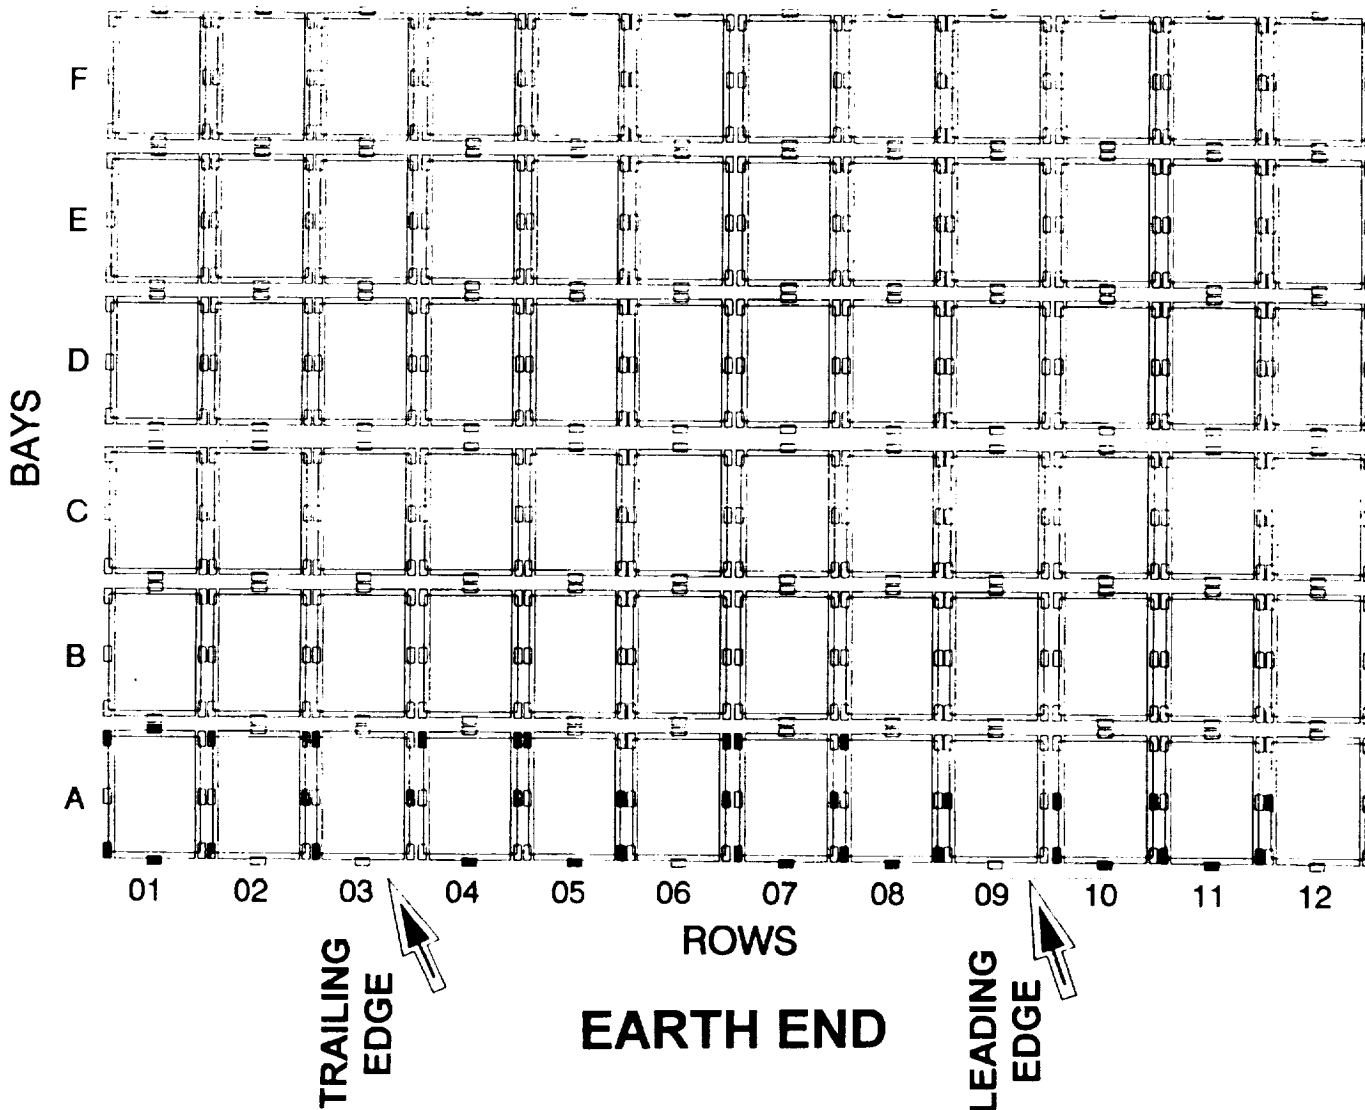 F
E
D
C
B
A
BAYS
01 02 03 04 05 06 07 08 09 10 11 12
ROWS
TRAILING
EDGE
LEADING
EDGE
EARTH END